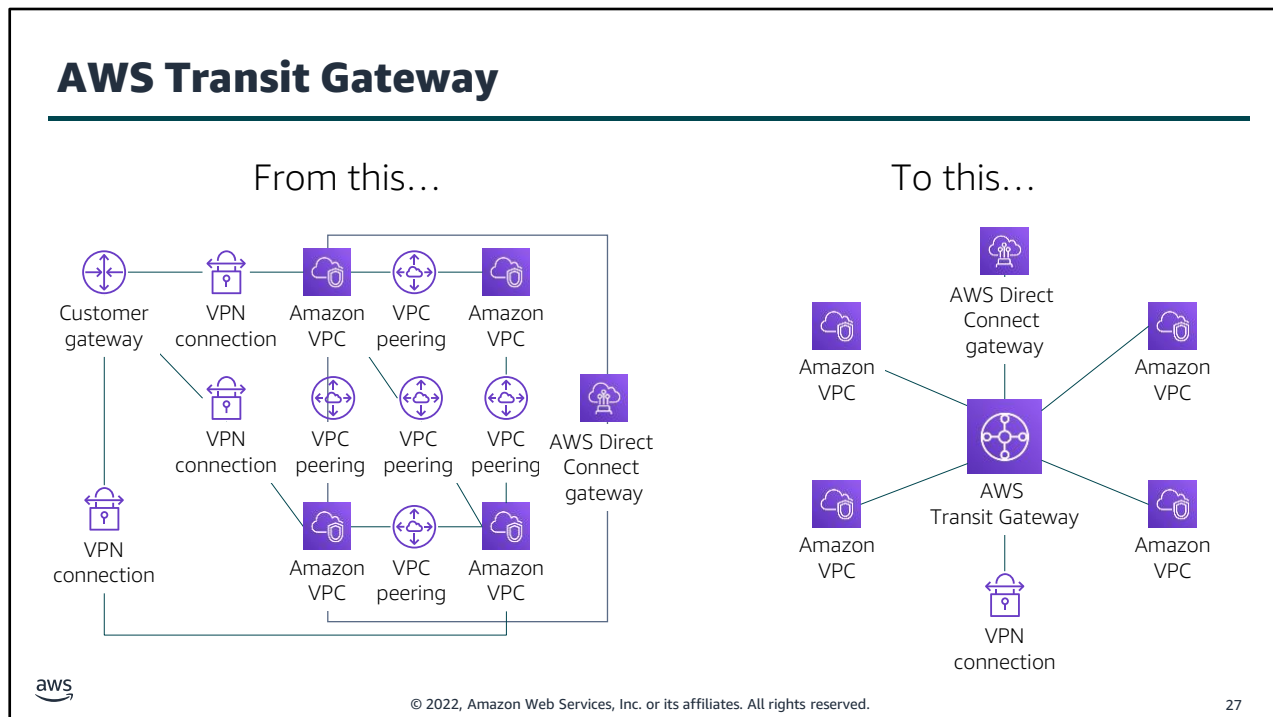 AWS Transit Gateway
From this…
To this…
Customer
gateway
VPN
connection
Amazon
VPC
VPC
peering
Amazon
VPC
VPN
connection
VPC
peering
VPC
peering
VPC
peering
AWS Direct
Connect
gateway
VPN
connection
Amazon
VPC
VPC
peering
Amazon
VPC
AWS Direct
Connect
gateway
Amazon
VPC
Amazon
VPC
AWS
Transit Gateway
Amazon
VPC
Amazon
VPC
VPN
connection
aws
© 2022, Amazon Web Services, Inc. or its affiliates. All rights reserved.
27